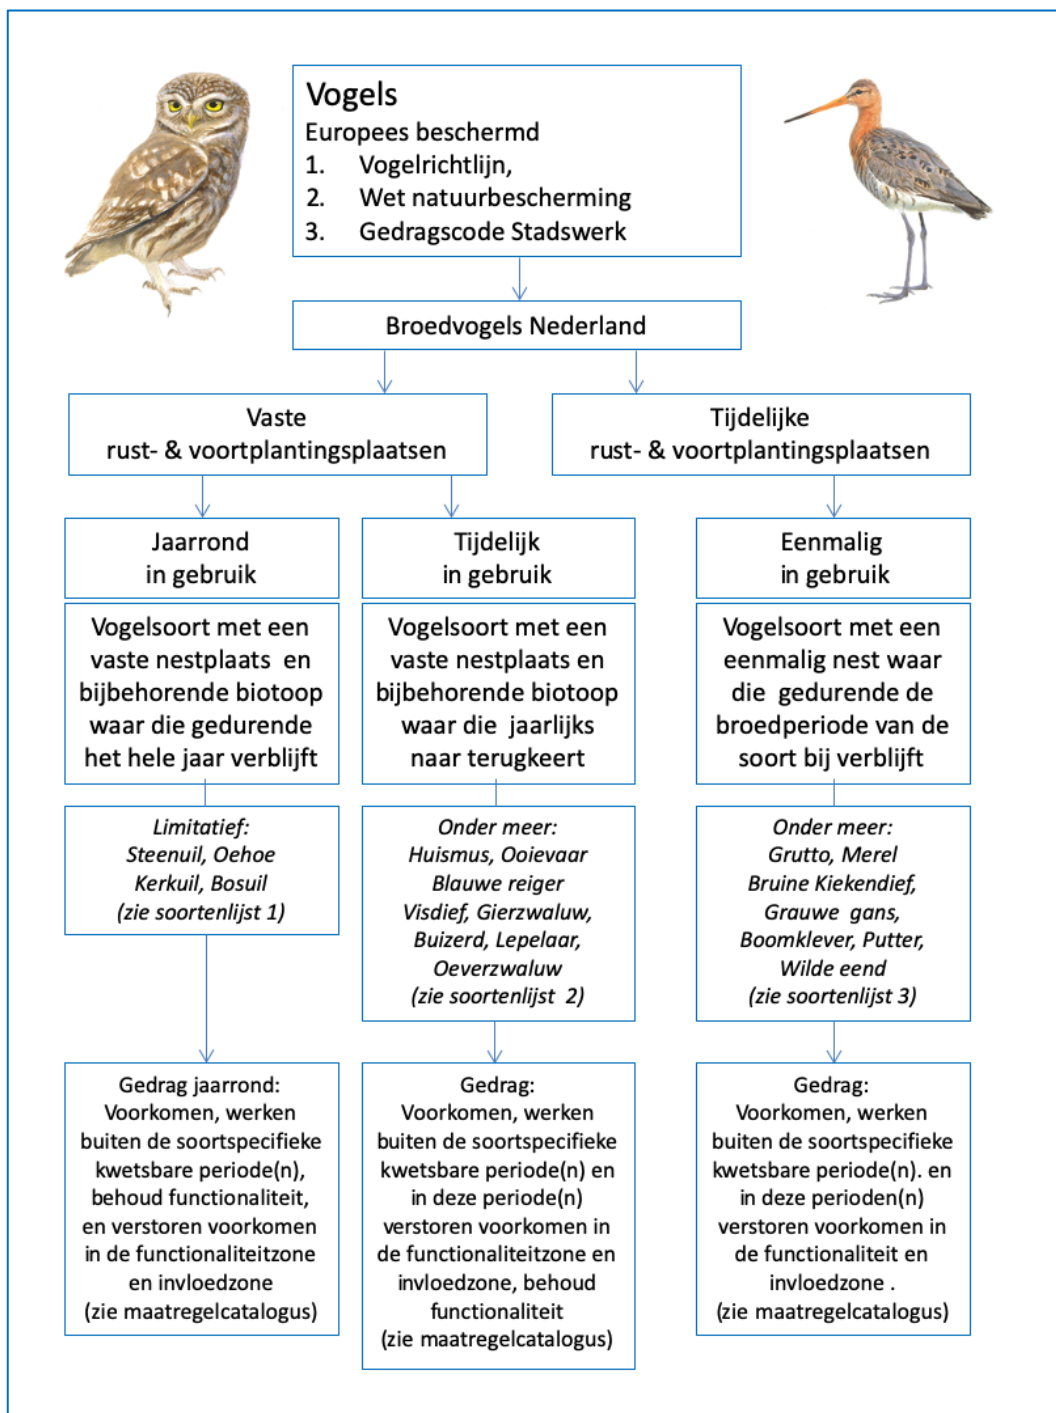 Vogels
Europees beschermd
1. Vogelrichtlijn,
2. Wet natuurbescherming
3. Gedragscode Stadswerk
Broedvogels Nederland
Vaste
rust- & voortplantingsplaatsen
Tijdelijke
rust- & voortplantingsplaatsen
Jaarrond
in gebruik
Vogelsoort met een
vaste nestplaats en
bijbehorende biotoop
waar die gedurende
het hele jaar verblijft
Limitatief:
Steenuil, Oehoe
Kerkuil, Bosuil
(zie soortenlijst 1)
Gedrag jaarrond:
Voorkomen, werken
buiten de soortspecifieke
kwetsbare periode(n),
behoud functionaliteit,
en verstoren voorkomen
in de functionaliteitzone
en invloedzone
(zie maatregelcatalogus)
Tijdelijk
in gebruik
Vogelsoort met een
vaste nestplaats en
bijbehorende biotoop
waar die jaarlijks
naar terugkeert
Onder meer:
Huismus, Ooievaar
Blauwe reiger
Visdief, Gierzwaluw,
Buizerd, Lepelaar,
Oeverzwaluw
(zie soortenlijst 2)
Gedrag:
Voorkomen, werken
buiten de soortspecifieke
kwetsbare periode(n) en
in deze periode(n)
verstoren voorkomen in
de functionaliteitzone en
invloedzone, behoud
functionaliteit
(zie maatregelcatalogus)
Eenmalig
in gebruik
Vogelsoort met een
eenmalig nest waar
die gedurende de
broedperiode van de
soort bij verblijft
Onder meer:
Grutto, Merel
Bruine Kiekendief,
Grauwe gans,
Boomklever, Putter,
Wilde eend
(zie soortenlijst 3)
Gedrag:
Voorkomen, werken
buiten de soortspecifieke
kwetsbare periode(n). en
in deze perioden(n)
verstoren voorkomen in
de functionaliteit en
invloedzone .
(zie maatregelcatalogus)